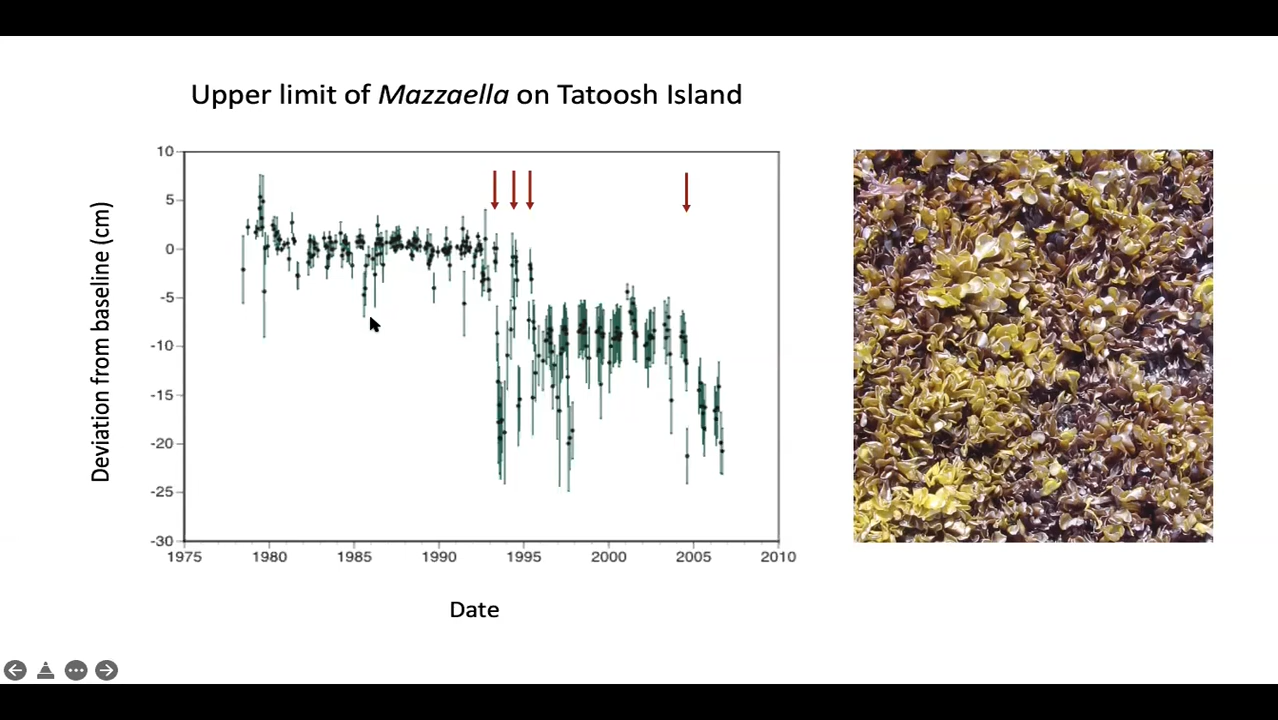 Upper limit of Mazzaella on Tatoosh Island
10
5
0
-5
-10
-15
-20
-25
-30
1975 1980 1985 1990 1995 2000 2005 2010
Deviation from baseline (cm)
Date